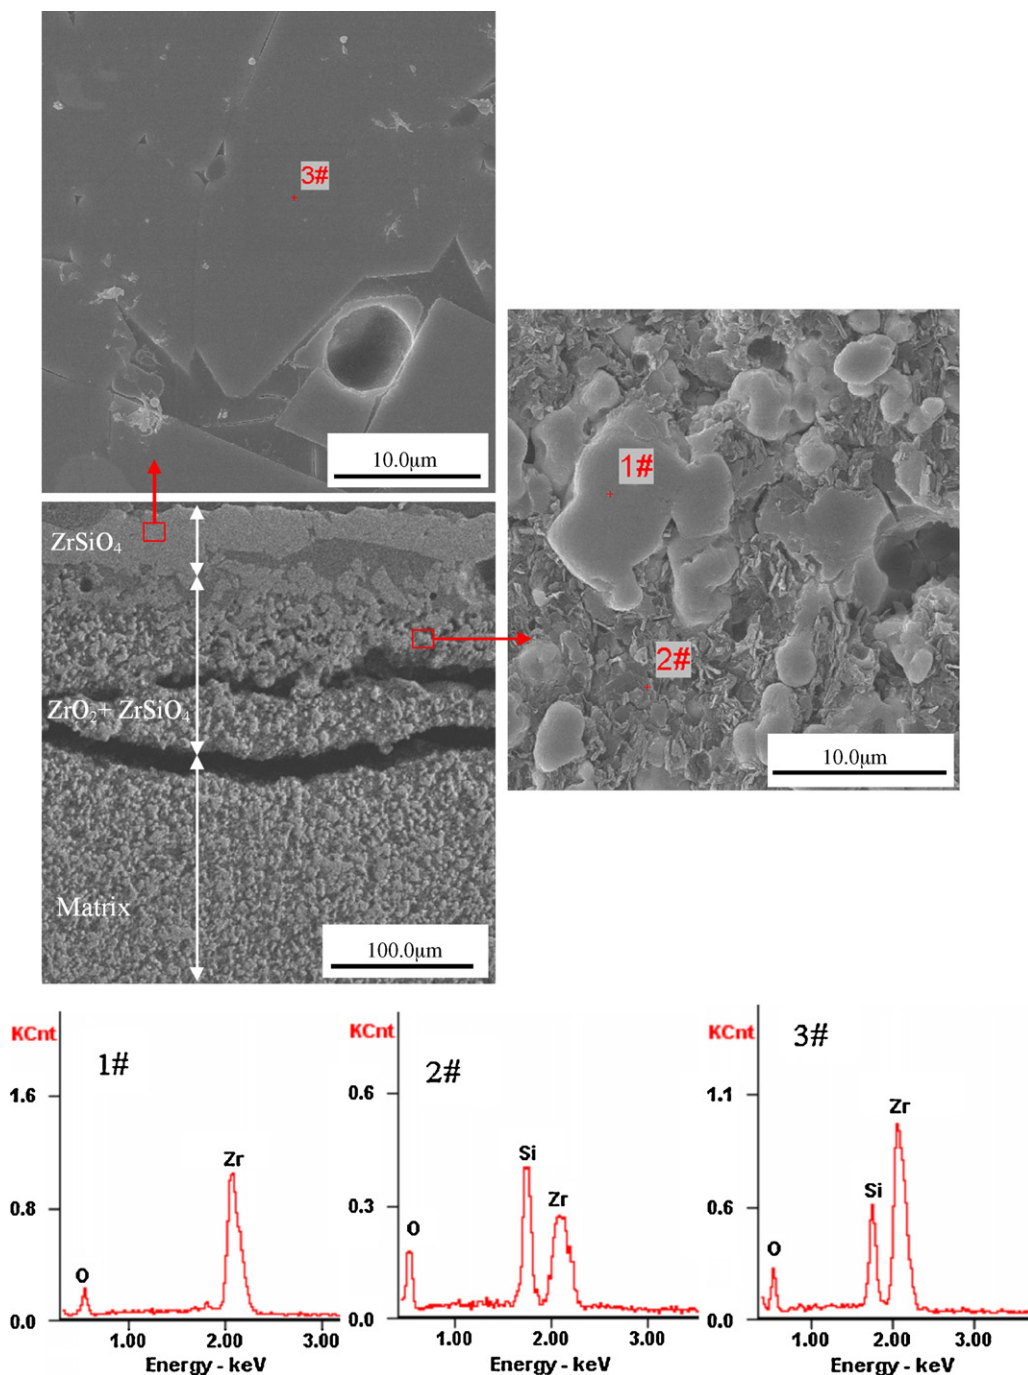 3#
10.0μm
1#
2#
10.0μm
ZrSiO₄
ZrO₂+ ZrSiO₄
Matrix
100.0μm
KCnt
1#
1.6
Zr
0.8
O
0.0
1.00 2.00 3.00
Energy - keV
KCnt
2#
0.6
Si
Zr
0.3
O
0.0
1.00 2.00 3.00
Energy - keV
KCnt
3#
1.1
Zr
Si
0.6
O
0.0
1.00 2.00 3.00
Energy - keV